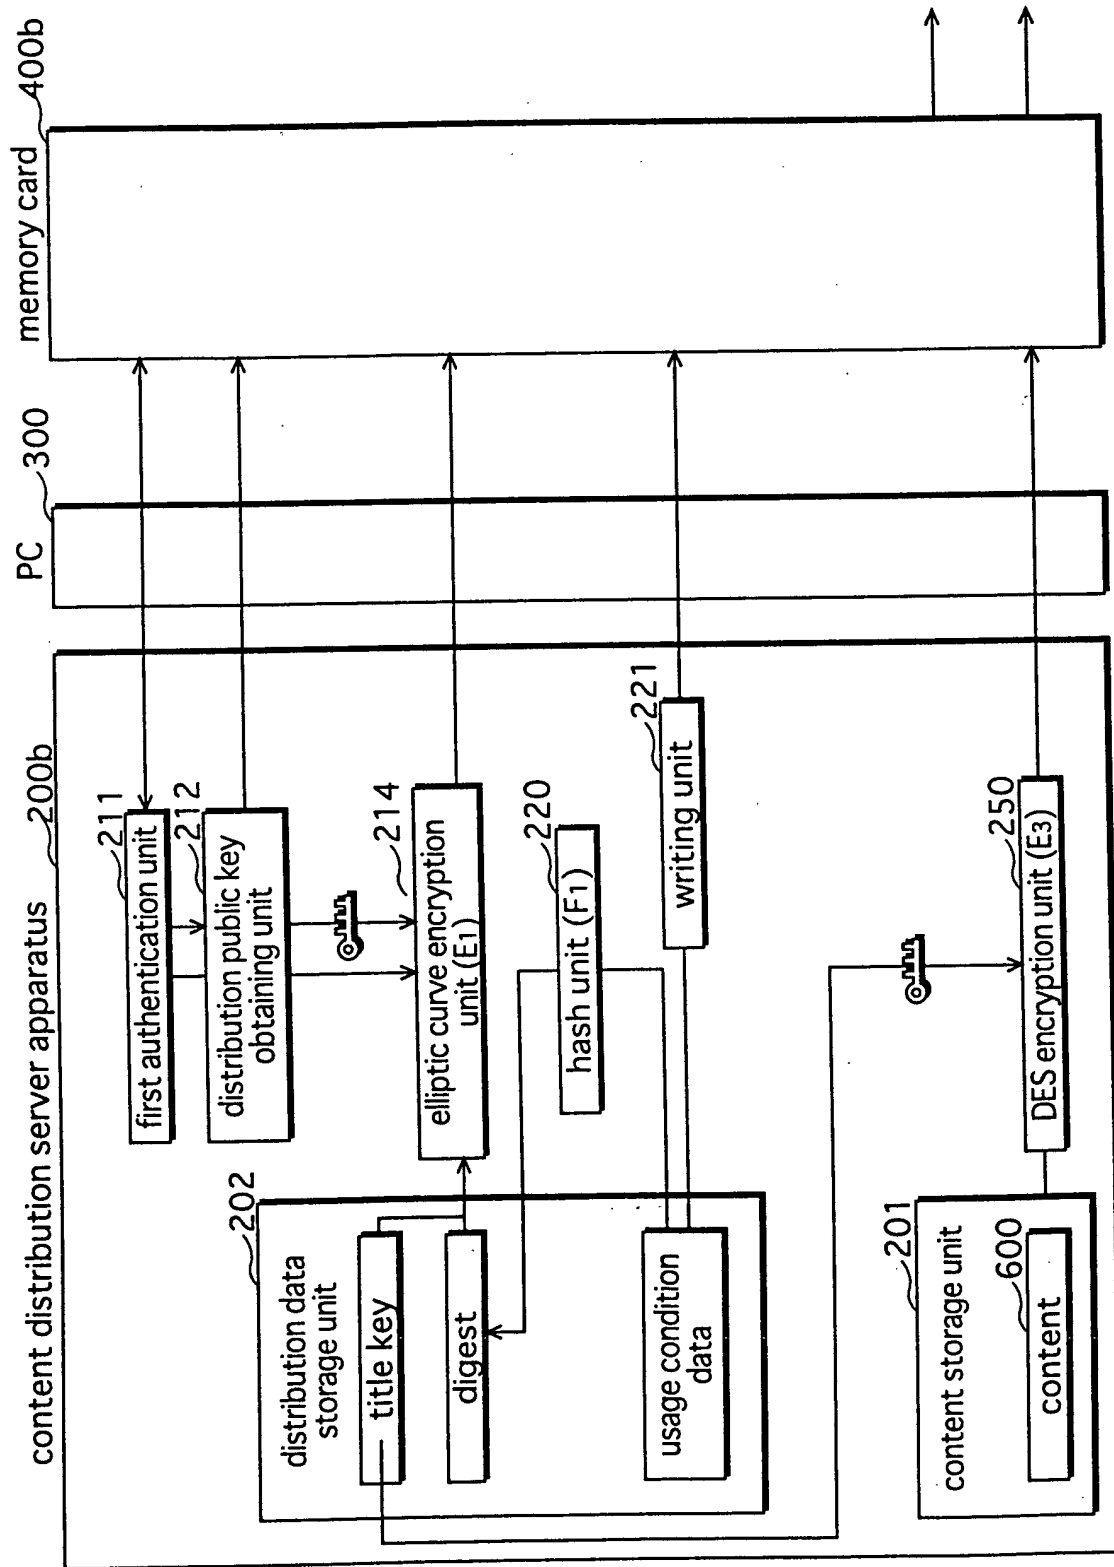 content distribution server apparatus
200b
PC
300
memory card
400b
first authentication unit
211
distribution public key
obtaining unit
212
distribution data
storage unit
202
title key
digest
elliptic curve encryption
unit (E1)
214
hash unit (F1)
220
usage condition
data
writing unit
221
content storage unit
201
content
600
DES encryption unit (E3)
250